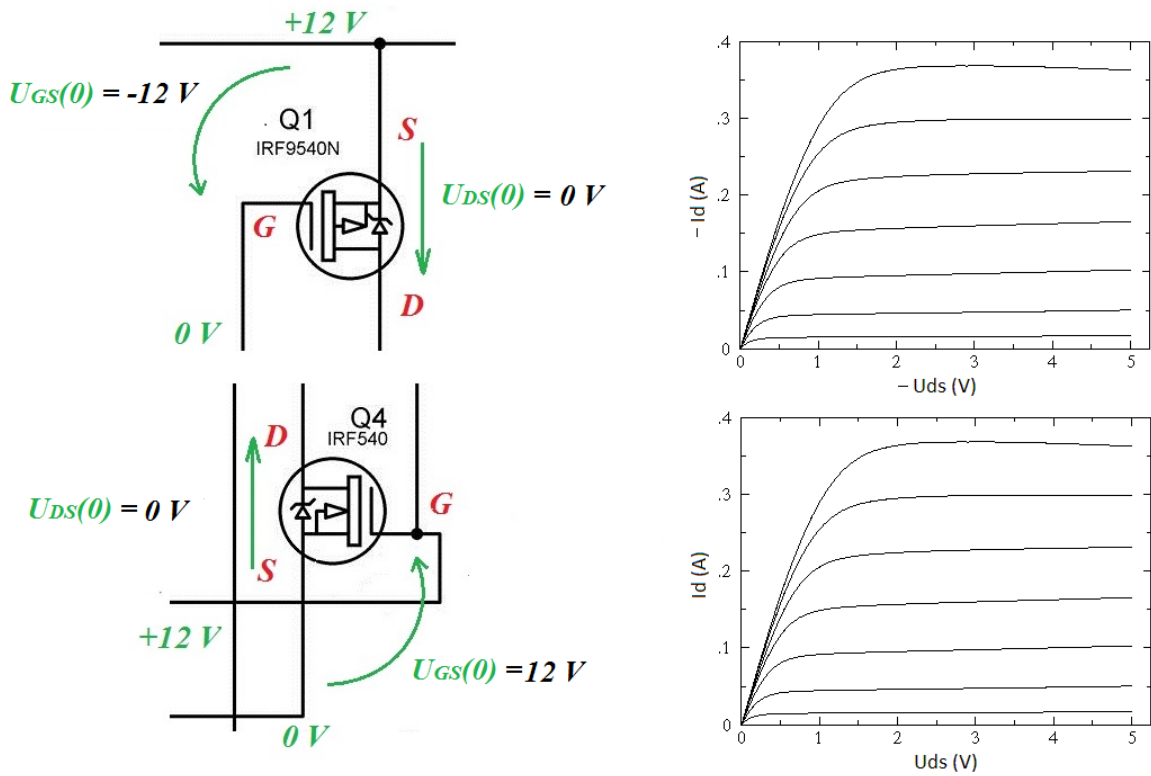 +12 V
UGS(0) = -12 V
Q1
IRF9540N
S
UDS(0) = 0 V
G
D
0 V
.4
.3
.2
.1
0
– Id (A)
0 1 2 3 4 5
– Uds (V)
Q4
IRF540
D
UDS(0) = 0 V
G
S
+12 V
UGS(0) = 12 V
0 V
.4
.3
.2
.1
0
Id (A)
0 1 2 3 4 5
Uds (V)